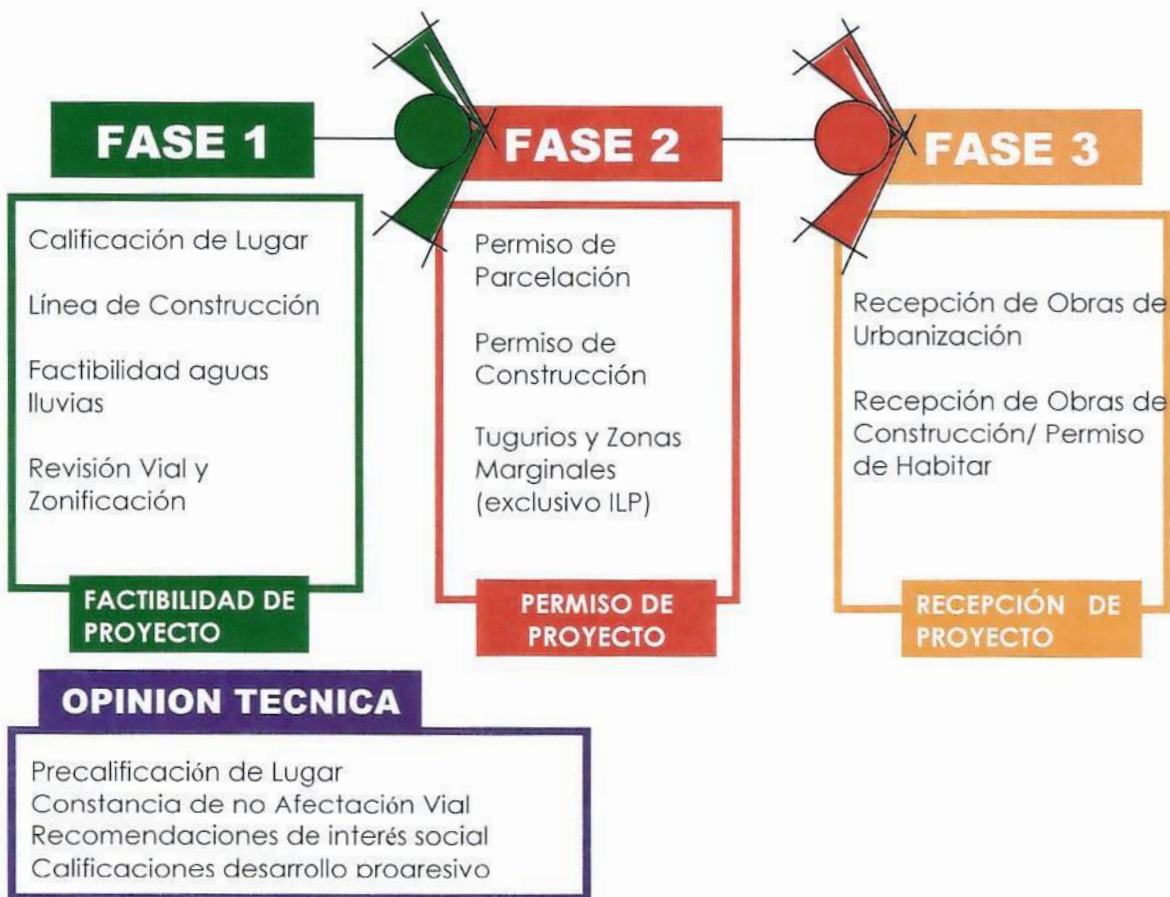 FASE 1
Calificación de Lugar
Línea de Construcción
Factibilidad aguas
lluvias
Revisión Vial y
Zonificación
FACTIBILIDAD DE
PROYECTO
FASE 2
Permiso de
Parcelación
Permiso de
Construcción
Tugurios y Zonas
Marginales
(exclusivo ILP)
PERMISO DE
PROYECTO
FASE 3
Recepción de Obras de
Urbanización
Recepción de Obras de
Construcción/ Permiso
de Habitar
RECEPCIÓN DE
PROYECTO
OPINION TECNICA
Precalificación de Lugar
Constancia de no Afectación Vial
Recomendaciones de interés social
Calificaciones desarrollo progresivo